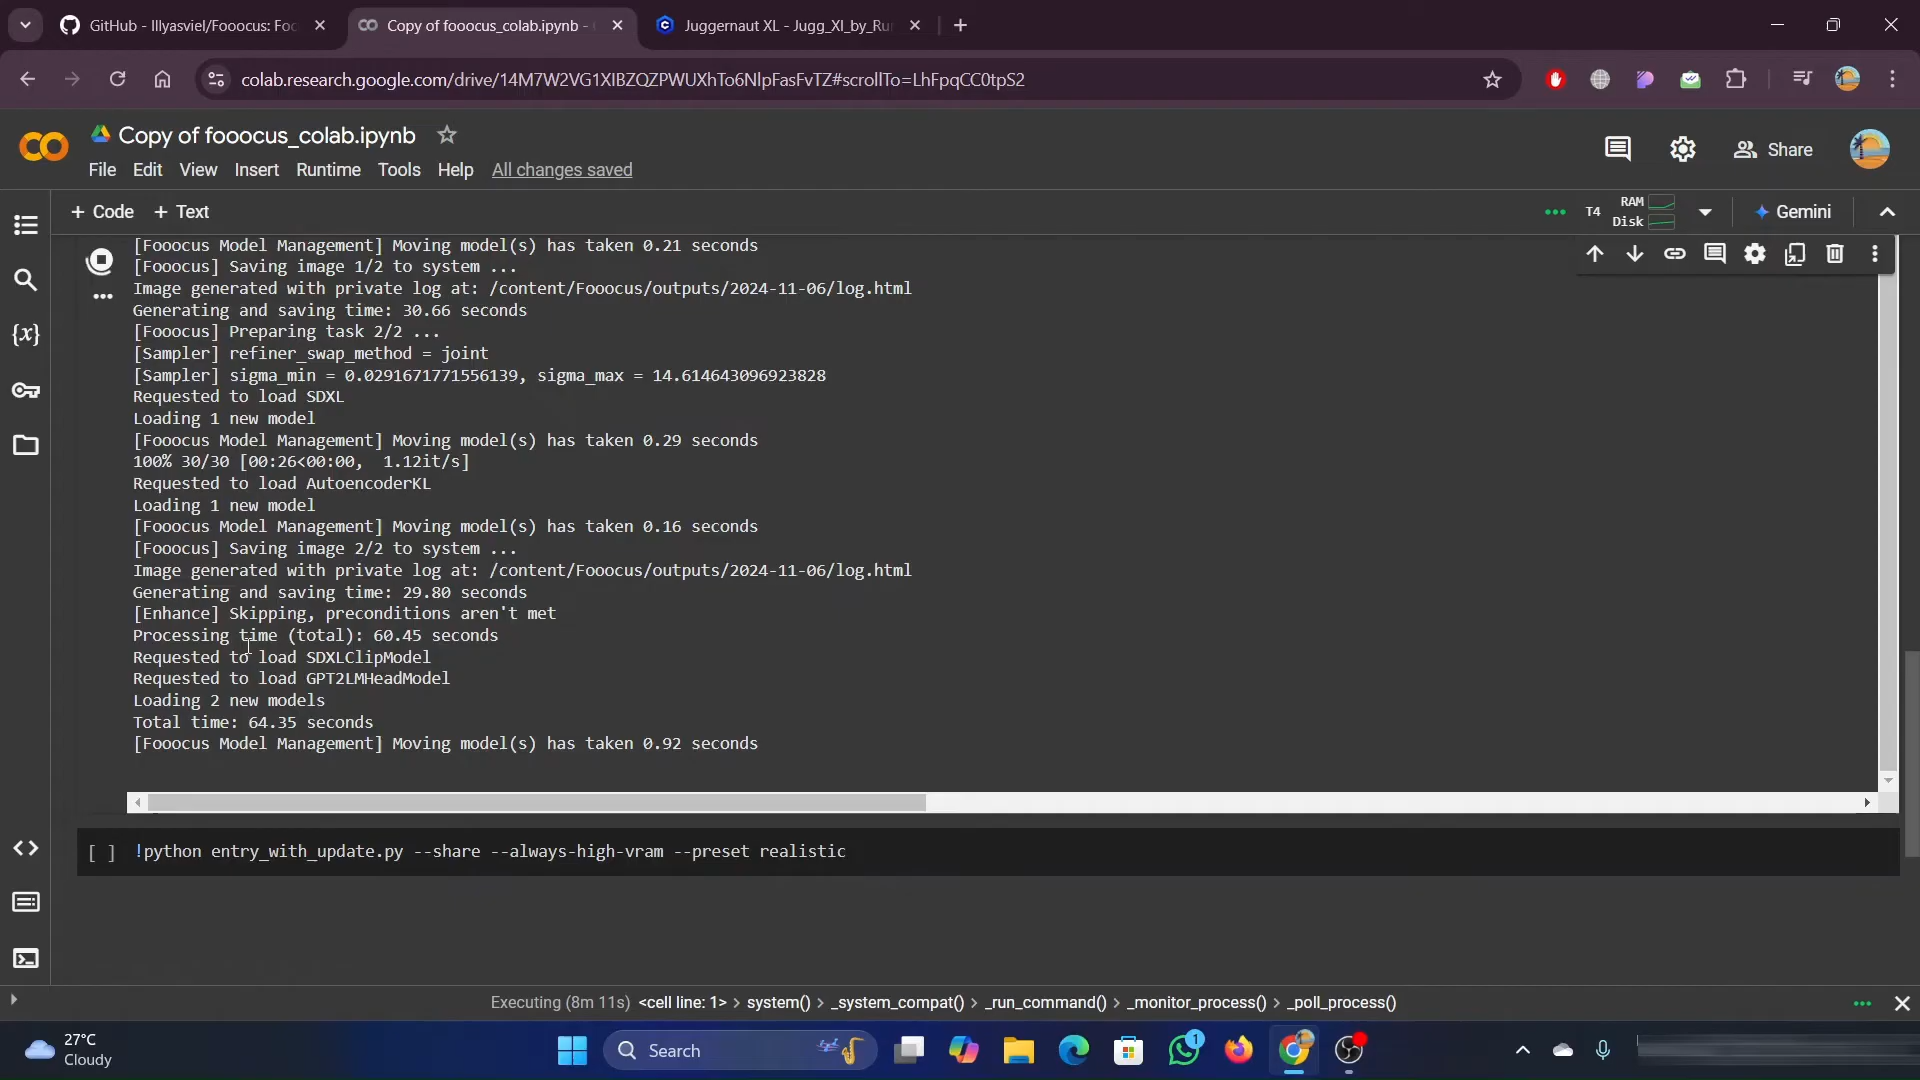 GitHub - lllyasviel/Fooocus: Foc
Copy of fooocus_colab.ipynb -
Juggernaut XL - Jugg_XI_by_Ru
colab.research.google.com/drive/14M7W2VG1XIBZQZPWUXhTo6NlpFasFvTZ#scrollTo=LhFpqCC0tpS2
Copy of fooocus_colab.ipynb
File Edit View Insert Runtime Tools Help All changes saved
Share
+ Code + Text
T4
RAM
Disk
Gemini
[Fooocus Model Management] Moving model(s) has taken 0.21 seconds
[Fooocus] Saving image 1/2 to system ...
Image generated with private log at: /content/Fooocus/outputs/2024-11-06/log.html
Generating and saving time: 30.66 seconds
[Fooocus] Preparing task 2/2 ...
[Sampler] refiner_swap_method = joint
[Sampler] sigma_min = 0.0291671771556139, sigma_max = 14.614643096923828
Requested to load SDXL
Loading 1 new model
[Fooocus Model Management] Moving model(s) has taken 0.29 seconds
100% 30/30 [00:26<00:00, 1.12it/s]
Requested to load AutoencoderKL
Loading 1 new model
[Fooocus Model Management] Moving model(s) has taken 0.16 seconds
[Fooocus] Saving image 2/2 to system ...
Image generated with private log at: /content/Fooocus/outputs/2024-11-06/log.html
Generating and saving time: 29.80 seconds
[Enhance] Skipping, preconditions aren't met
Processing time (total): 60.45 seconds
Requested to load SDXLClipModel
Requested to load GPT2LMHeadModel
Loading 2 new models
Total time: 64.35 seconds
[Fooocus Model Management] Moving model(s) has taken 0.92 seconds
[ ] !python entry_with_update.py --share --always-high-vram --preset realistic
Executing (8m 11s) <cell line: 1> > system() > _system_compat() > _run_command() > _monitor_process() > _poll_process()
27°C
Cloudy
Search
1